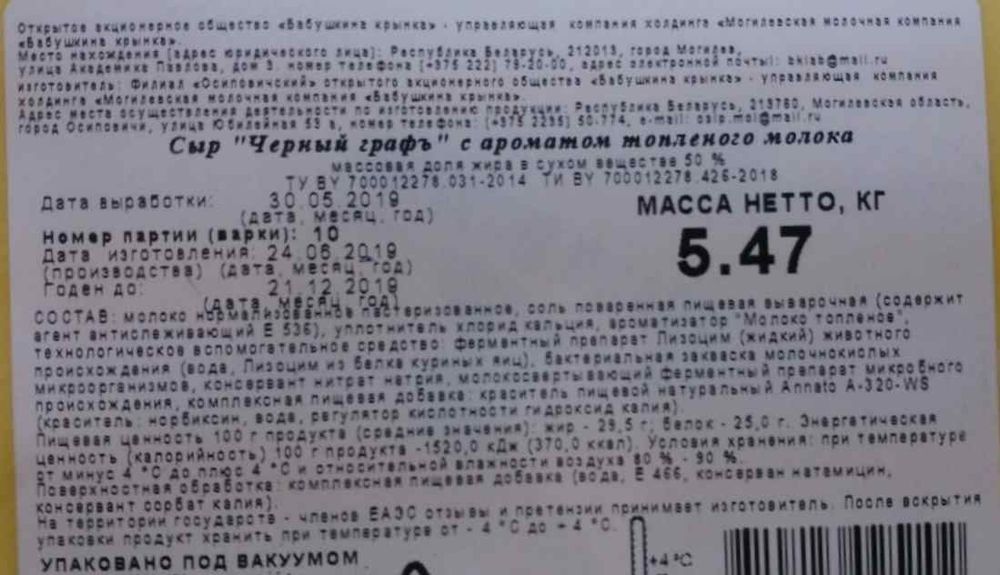 Открытое акционерное общество «Бабушкина крынка» - управляющая компания холдинга «Могилевская молочная компания
«Бабушкина крынка».
Место нахождения (адрес юридического лица): Республика Беларусь, 212013, город Могилев,
улица Академика Павлова, дом 3, номер телефона (+375 222) 79-20-00, адрес электронной почты: bklab@mail.ru
изготовитель: Филиал «Осиповичский» открытого акционерного общества «Бабушкина крынка» - управляющая компания
холдинга «Могилевская молочная компания «Бабушкина крынка».
Адрес места осуществления деятельности по изготовлению продукции: Республика Беларусь, 213760, Могилевская область,
город Осиповичи, улица Юбилейная 53 а, номер телефона: (+375 2235) 50-774, e-mail: osip.mol@mail.ru
Сыр "Черный графъ" с ароматом топленого молока
массовая доля жира в сухом веществе 50 %
ТУ BY 700012278.031-2014 ТИ BY 700012278.426-2018
Дата выработки: 30.05.2019
(дата, месяц, год)
МАССА НЕТТО, КГ
Номер партии (варки): 10
5.47
Дата изготовления: 24.06.2019
(производства) (дата, месяц, год)
Годен до: 21.12.2019
(дата, месяц, год)
СОСТАВ: молоко нормализованное пастеризованное, соль поваренная пищевая выварочная (содержит
агент антислеживающий Е 536), уплотнитель хлорид кальция, ароматизатор "Молоко топленое",
технологическое вспомогательное средство: ферментный препарат Лизоцим (жидкий) животного
происхождения (вода, Лизоцим из белка куриных яиц), бактериальная закваска молочнокислых
микроорганизмов, консервант нитрат натрия, молокосвертывающий ферментный препарат микробного
происхождения, комплексная пищевая добавка: краситель пищевой натуральный Annato A-320-WS
(краситель: норбиксин, вода, регулятор кислотности гидроксид калия).
Пищевая ценность 100 г продукта (средние значения): жир - 29,5 г; белок - 25,0 г. Энергетическая
ценность (калорийность) 100 г продукта -1520,0 кДж (370,0 ккал). Условия хранения: при температуре
от минус 4 °С до плюс 4 °С и относительной влажности воздуха 80 % - 90 %.
Поверхностная обработка: комплексная пищевая добавка (вода, Е 466, консерван натамицин,
консервант сорбат калия).
На территории государств - членов ЕАЭС отзывы и претензии принимает изготовитель. После вскрытия
упаковки продукт хранить при температуре от - 4 °С до + 4 °С.
УПАКОВАНО ПОД ВАКУУМОМ
+4 °С